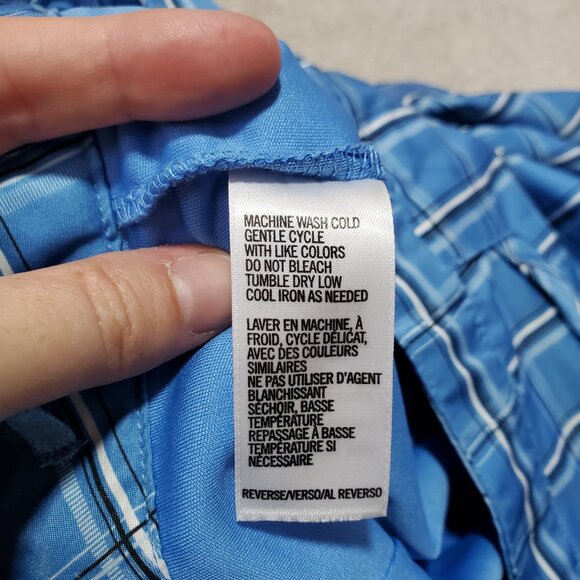 MACHINE WASH COLD
GENTLE CYCLE
WITH LIKE COLORS
DO NOT BLEACH
TUMBLE DRY LOW
COOL IRON AS NEEDED
LAVER EN MACHINE, À
FROID, CYCLE DÉLICAT,
AVEC DES COULEURS
SIMILAIRES
NE PAS UTILISER D'AGENT
BLANCHISSANT
SÉCHOIR, BASSE
TEMPÉRATURE
REPASSAGE À BASSE
TEMPÉRATURE SI
NÉCESSAIRE
REVERSE/VERSO/AL REVERSO